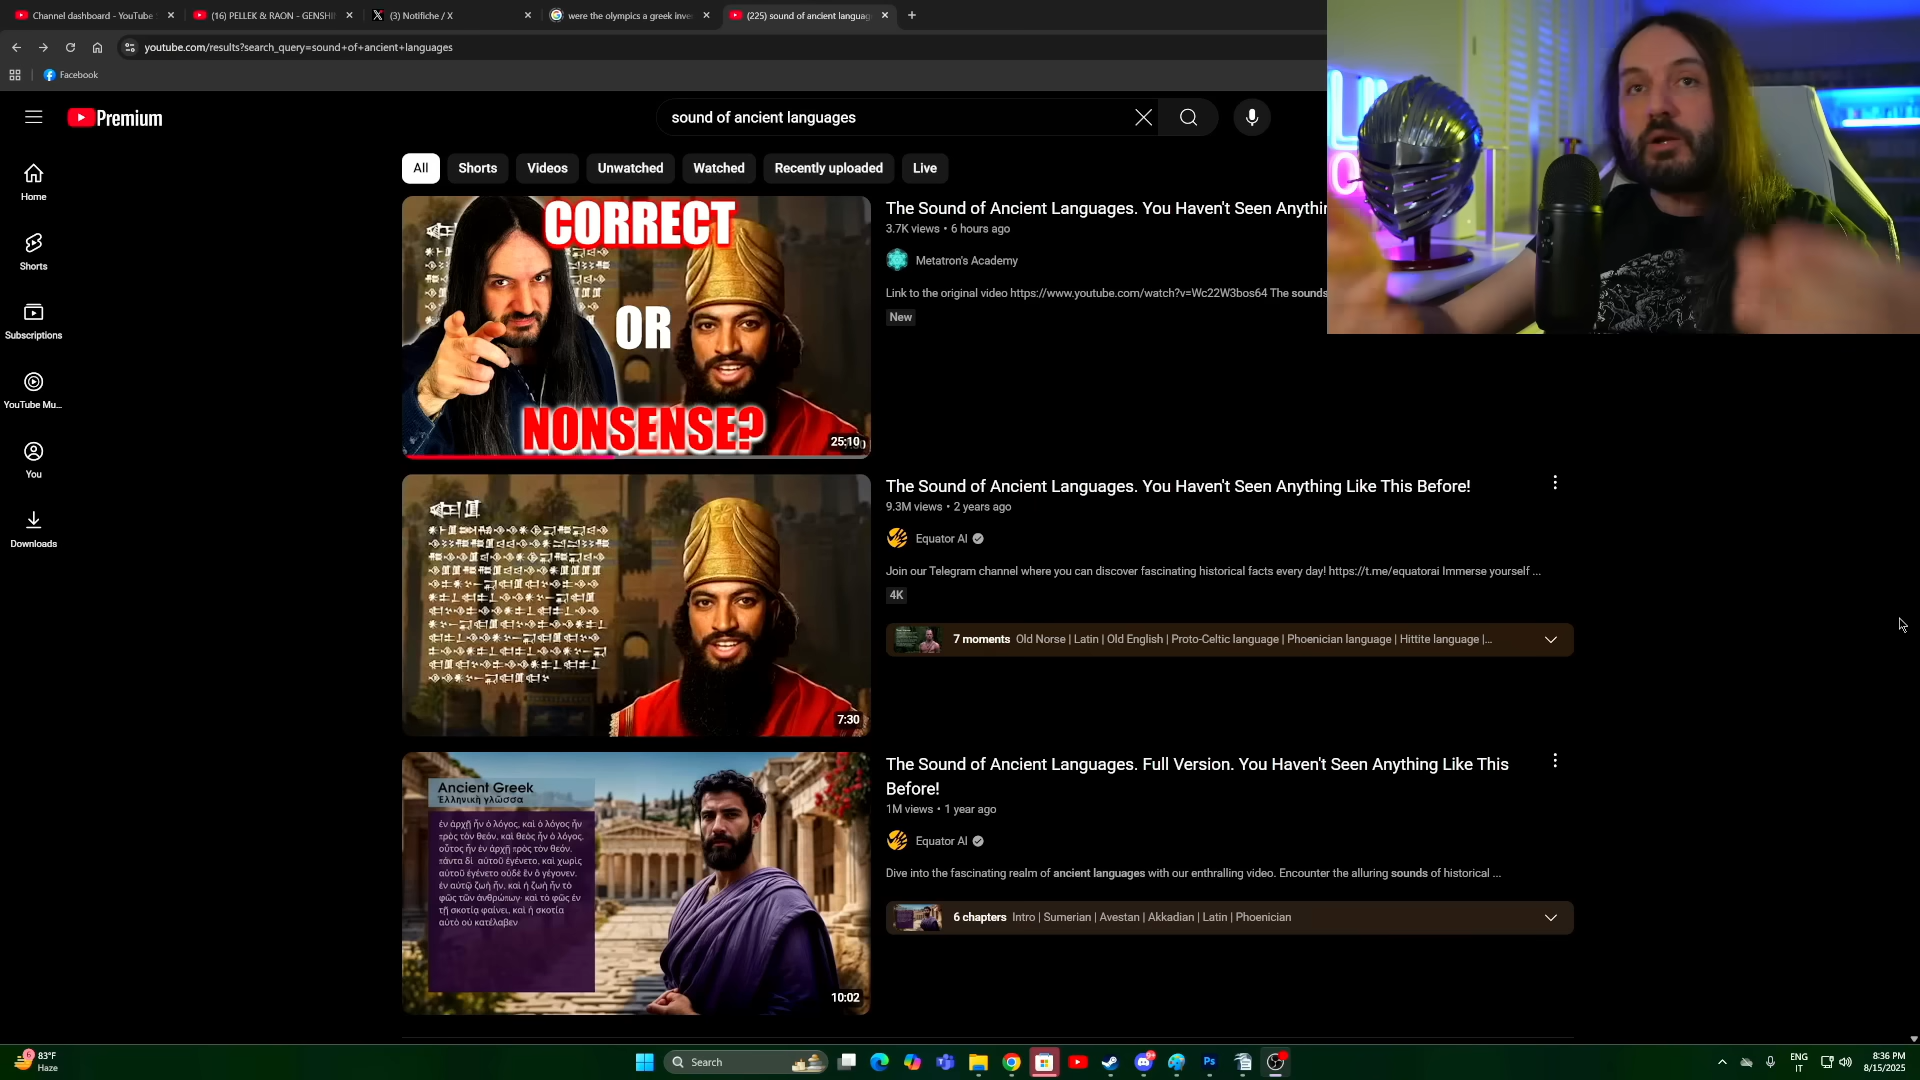 Channel dashboard - YouTube
(16) PELLEK & RAON - GENSHI
(3) Notifiche / X
were the olympics a greek inve
(225) sound of ancient languag
youtube.com/results?search_query=sound+of+ancient+languages
Facebook
Premium
sound of ancient languages
All
Shorts
Videos
Unwatched
Watched
Recently uploaded
Live
Home
Shorts
Subscriptions
YouTube Mu...
You
Downloads
CORRECT
OR
NONSENSE?
25:10
The Sound of Ancient Languages. You Haven't Seen Anythin
3.7K views • 6 hours ago
Metatron's Academy
Link to the original video https://www.youtube.com/watch?v=Wc22W3bos64 The sounds
New
7:30
The Sound of Ancient Languages. You Haven't Seen Anything Like This Before!
9.3M views • 2 years ago
Equator AI
Join our Telegram channel where you can discover fascinating historical facts every day! https://t.me/equatorai Immerse yourself ...
4K
7 moments Old Norse | Latin | Old English | Proto-Celtic language | Phoenician language | Hittite language |...
Ancient Greek
Ἑλληνικὴ γλῶσσα
ἐν ἀρχῇ ἦν ὁ λόγος, καὶ ὁ λόγος ἦν
πρὸς τὸν θεόν, καὶ θεὸς ἦν ὁ λόγος.
οὗτος ἦν ἐν ἀρχῇ πρὸς τὸν θεόν.
πάντα δι᾽ αὐτοῦ ἐγένετο, καὶ χωρὶς
αὐτοῦ ἐγένετο οὐδὲ ἓν ὃ γέγονεν.
ἐν αὐτῷ ζωὴ ἦν, καὶ ἡ ζωὴ ἦν τὸ
φῶς τῶν ἀνθρώπων· καὶ τὸ φῶς ἐν
τῇ σκοτίᾳ φαίνει, καὶ ἡ σκοτία
αὐτὸ οὐ κατέλαβεν
10:02
The Sound of Ancient Languages. Full Version. You Haven't Seen Anything Like This
Before!
1M views • 1 year ago
Equator AI
Dive into the fascinating realm of ancient languages with our enthralling video. Encounter the alluring sounds of historical ...
6 chapters Intro | Sumerian | Avestan | Akkadian | Latin | Phoenician
83°F
Haze
Search
ENG
IT
8:36 PM
8/15/2025